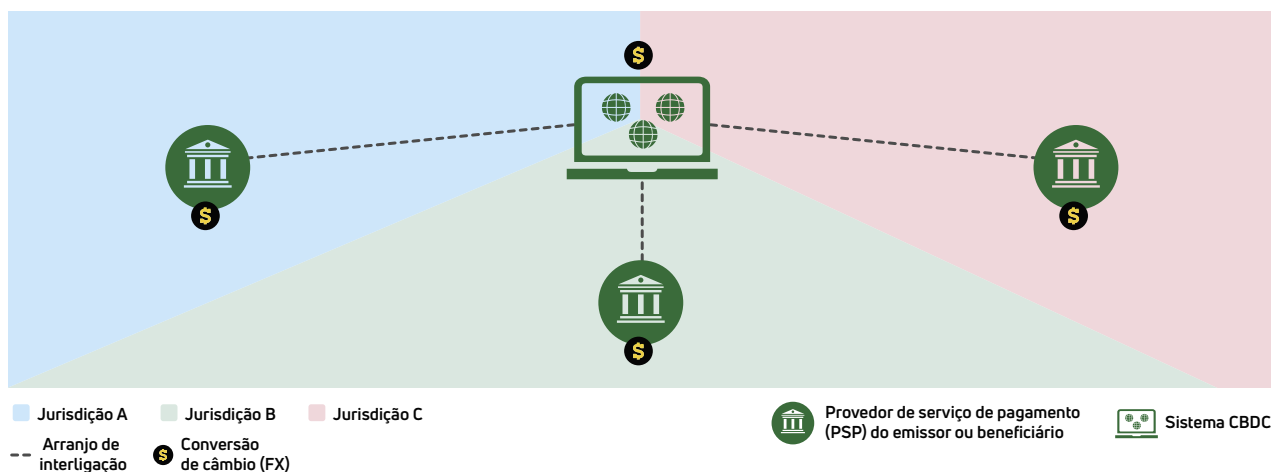 Jurisdição A
Jurisdição B
Jurisdição C
Arranjo de
interligação
$ Conversão
de câmbio (FX)
Provedor de serviço de pagamento
(PSP) do emissor ou beneficiário
Sistema CBDC
$
$
$
$